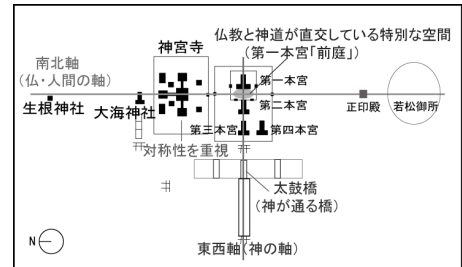 仏教と神道が直交している特別な空間
(第一本宮「前庭」)
神宮寺
南北軸
(仏・人間の軸)
生根神社
大海神社
第一本宮
第二本宮
第三本宮
第四本宮
正印殿
若松御所
対称性を重視
太鼓橋
(神が通る橋)
東西軸(神の軸)
N